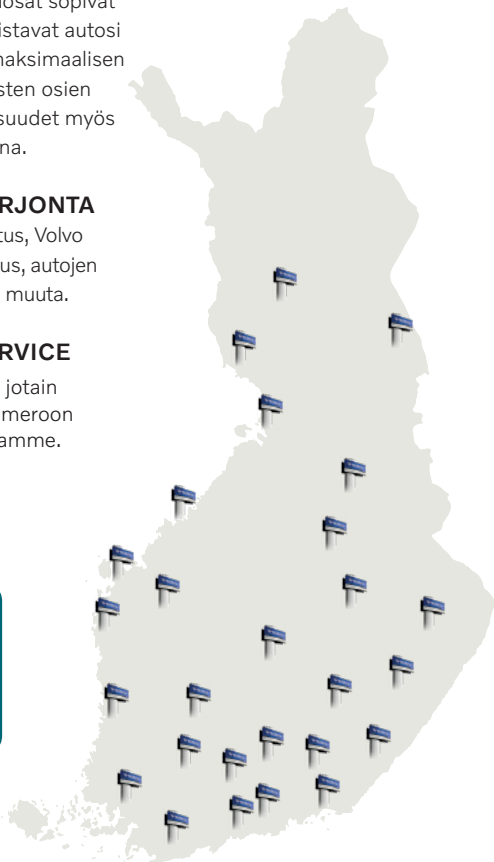 osat sopivat
istavat autosi
maksimaalisen
sten osien
suudet myös
na.
RJONTA
tus, Volvo
us, autojen
muuta.
RVICE
jotain
meroon
amme.